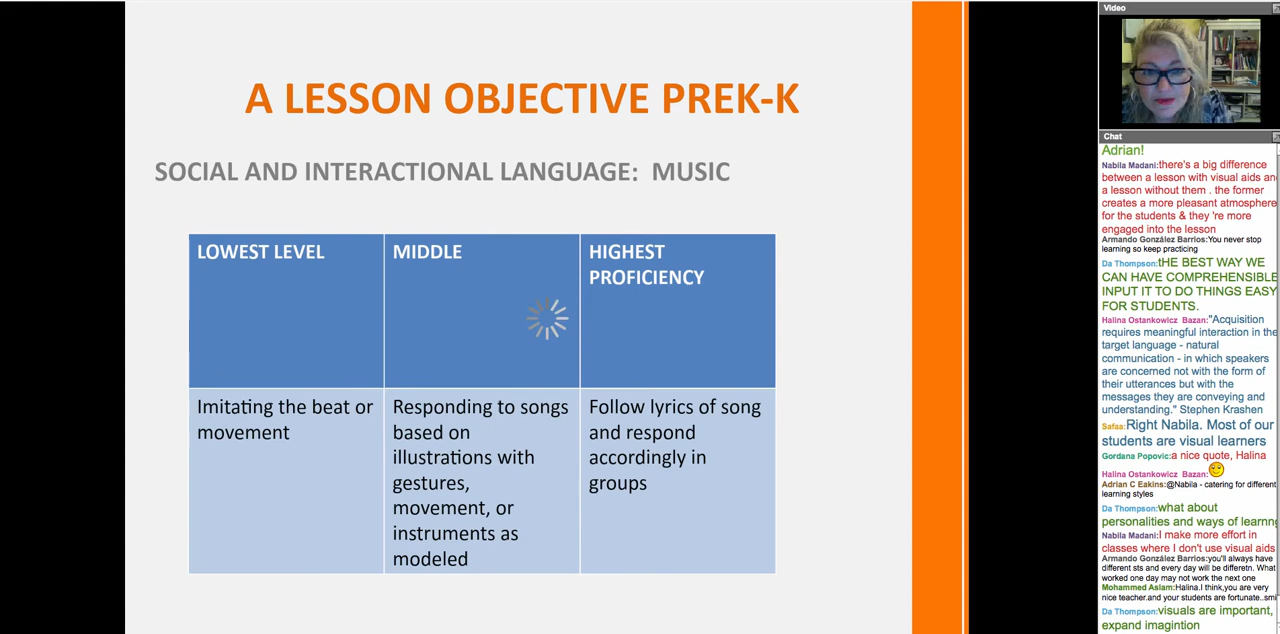 A LESSON OBJECTIVE PREK-K
SOCIAL AND INTERACTIONAL LANGUAGE:  MUSIC
LOWEST LEVEL
MIDDLE
HIGHEST
PROFICIENCY
Imitating the beat or
movement
Responding to songs
based on
illustrations with
gestures,
movement, or
instruments as
modeled
Follow lyrics of song
and respond
accordingly in
groups
Video
Chat
Adrian!
Nabila Madani:there's a big difference
between a lesson with visual aids an
a lesson without them . the former
creates a more pleasant atmosphere
for the students & they 're more
engaged into the lesson
Armando González Barrios:You never stop
learning so keep practicing
Da Thompson:tHE BEST WAY WE
CAN HAVE COMPREHENSIBLE
INPUT IT TO DO THINGS EASY
FOR STUDENTS.
Halina Ostankowicz Bazan:"Acquisition
requires meaningful interaction in the
target language - natural
communication - in which speakers
are concerned not with the form of
their utterances but with the
messages they are conveying and
understanding." Stephen Krashen
Safaa:Right Nabila. Most of our
students are visual learners
Gordana Popovic:a nice quote, Halina
Halina Ostankowicz Bazan:
Adrian C Eakins:@Nabila - catering for different
learning styles
Da Thompson:what about
personalities and ways of learnng
Nabila Madani:I make more effort in
classes where I don't use visual aids
Armando González Barrios:you'll always have
different sts and every day will be differetn. What
worked one day may not work the next one
Mohammed Aslam:Halina.I think,you are very
nice teacher.and your students are fortunate..smi
Da Thompson:visuals are important,
expand imagintion